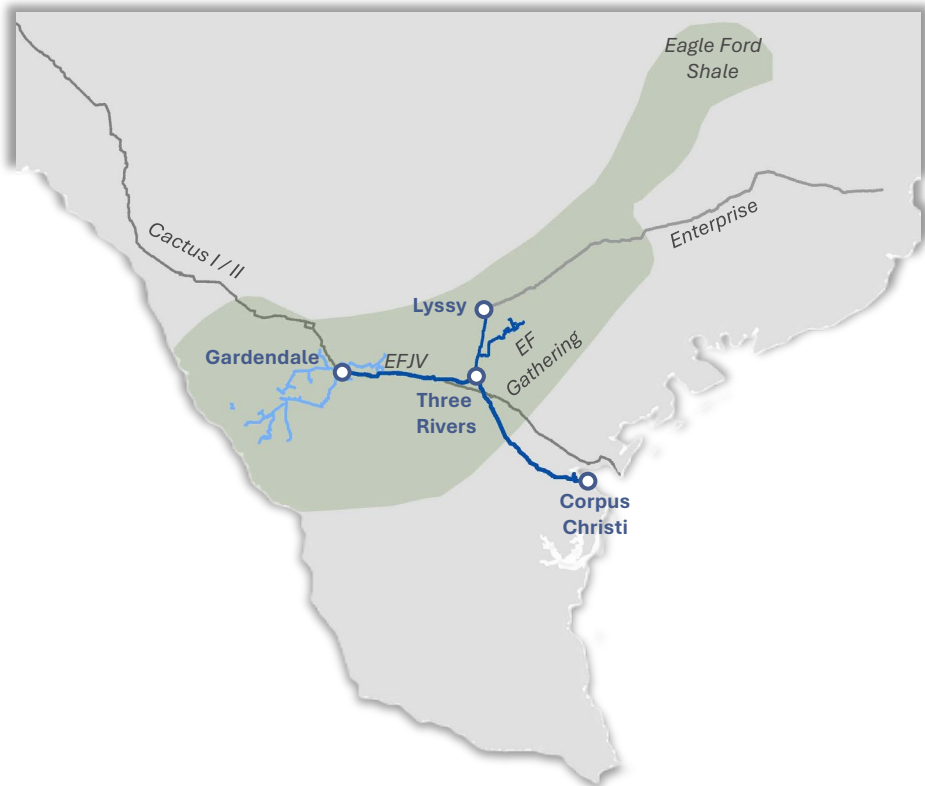 Eagle Ford
Shale
Enterprise
Cactus I / II
Lyssy
Gardendale
EFJV
EF
Gathering
Three
Rivers
Corpus
Christi